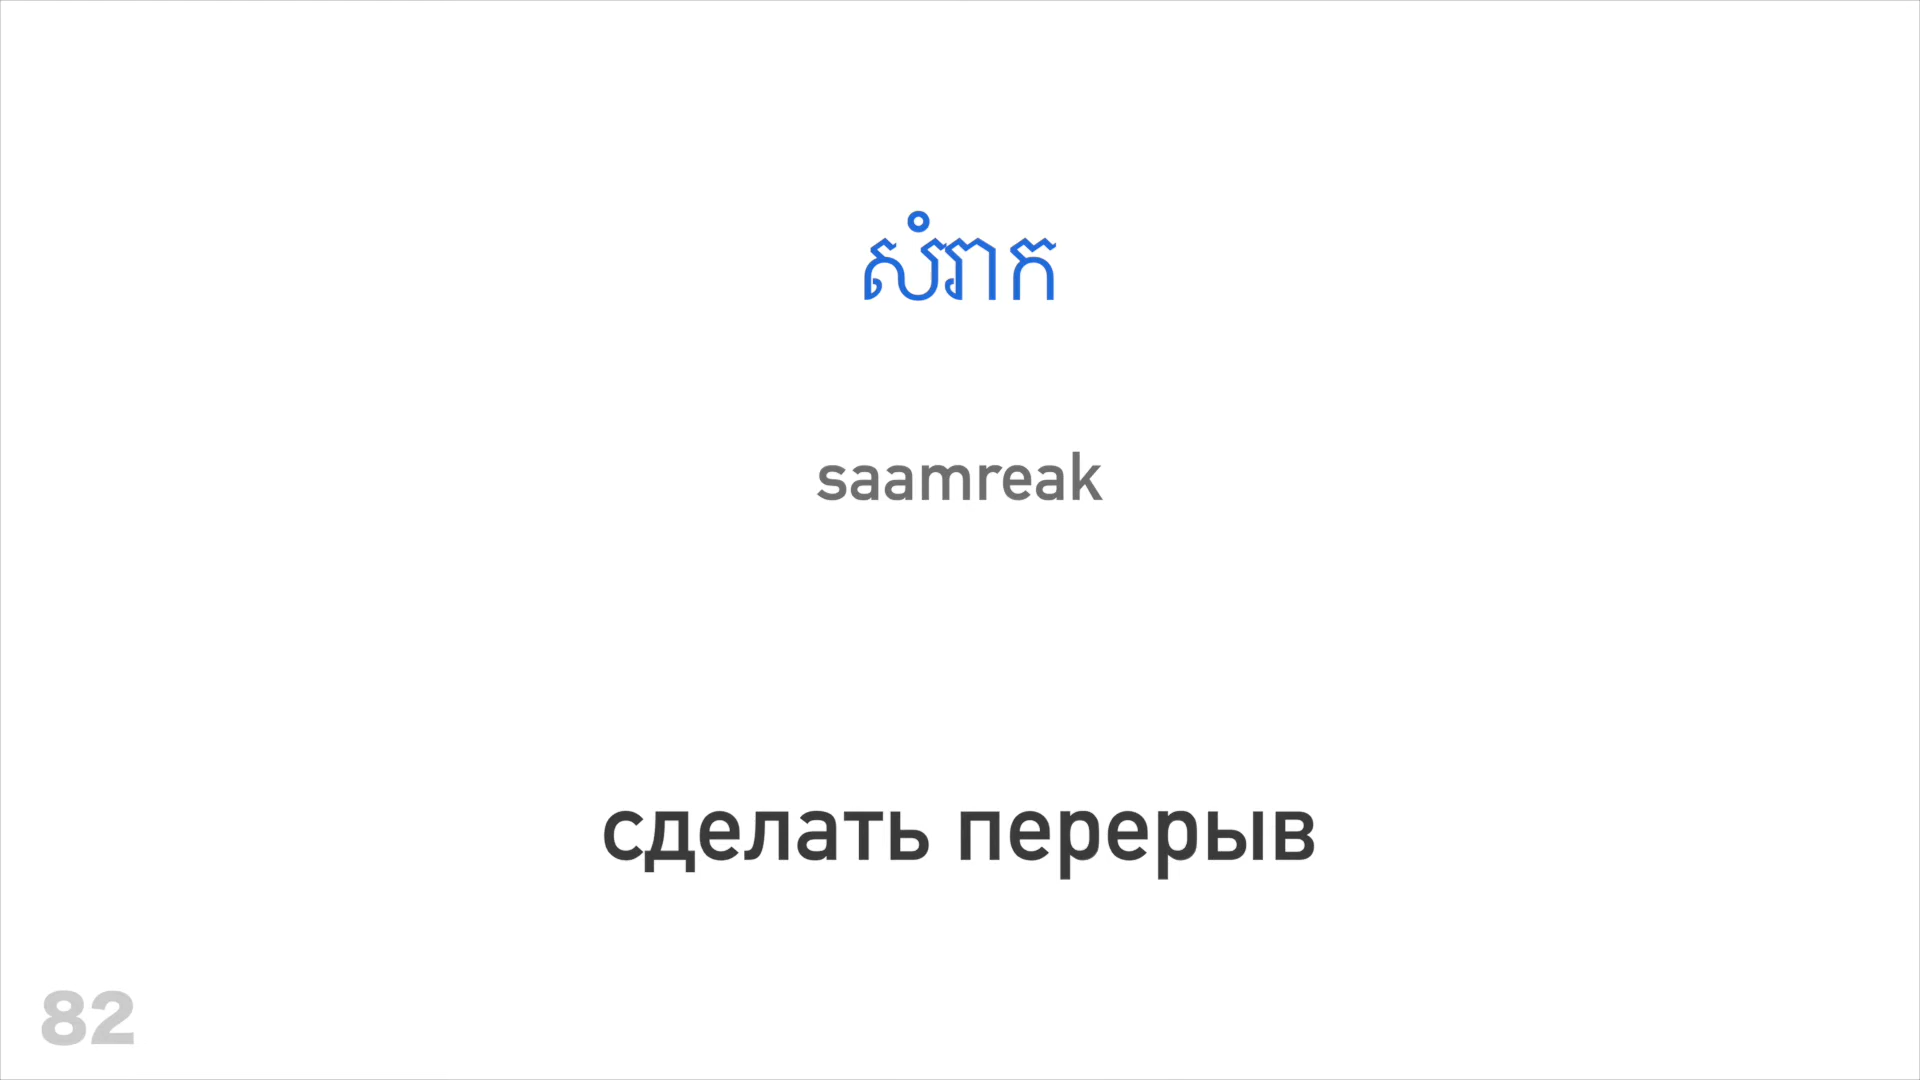 សំរាក
saamreak
сделать перерыв
82